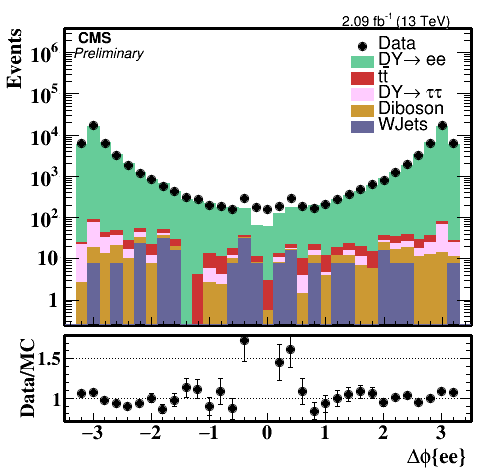 2.09 fb⁻¹ (13 TeV)
CMS
Preliminary
Events
10⁶
10⁵
10⁴
10³
10²
10
1
Data
DY→ ee
tt̄
DY→ ττ
Diboson
WJets
Data/MC
1.5
1
−3 −2 −1 0 1 2 3
Δϕ{ee}